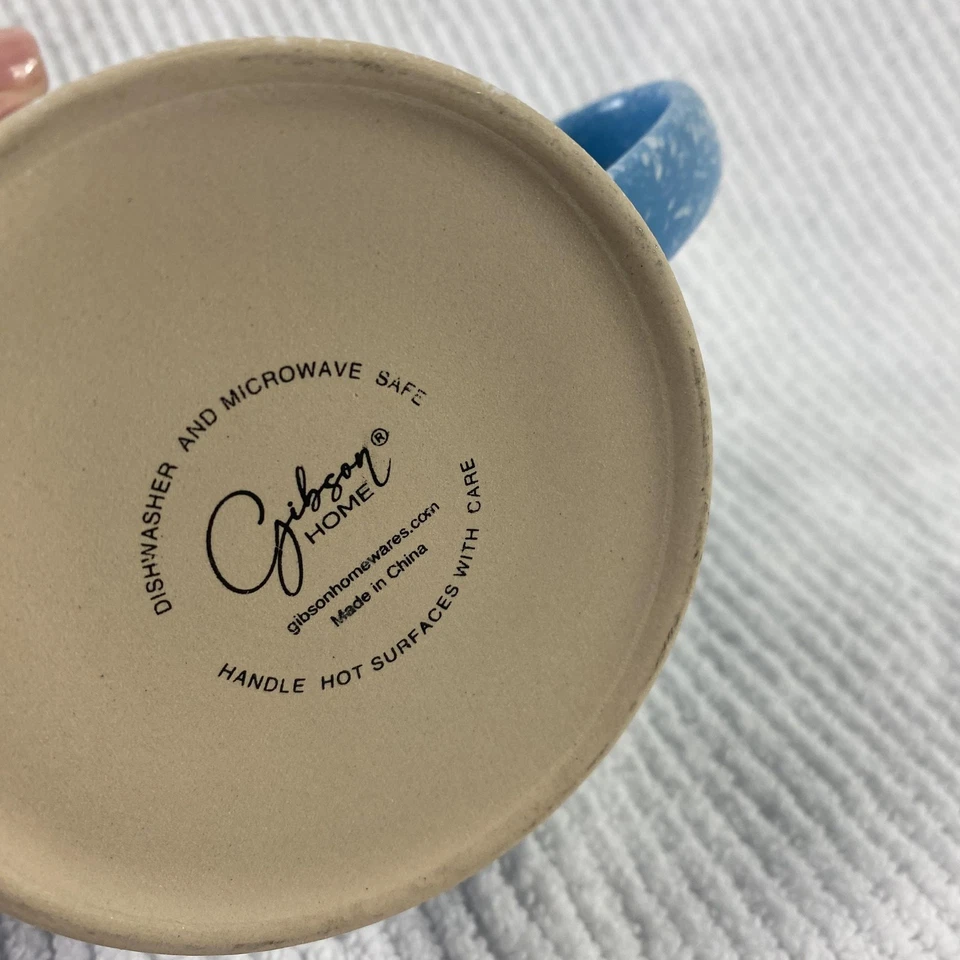 DISHWASHER AND MICROWAVE SAFE
Gibson®
HOME
gibsonhomewares.com
Made in China
HANDLE HOT SURFACES WITH CARE